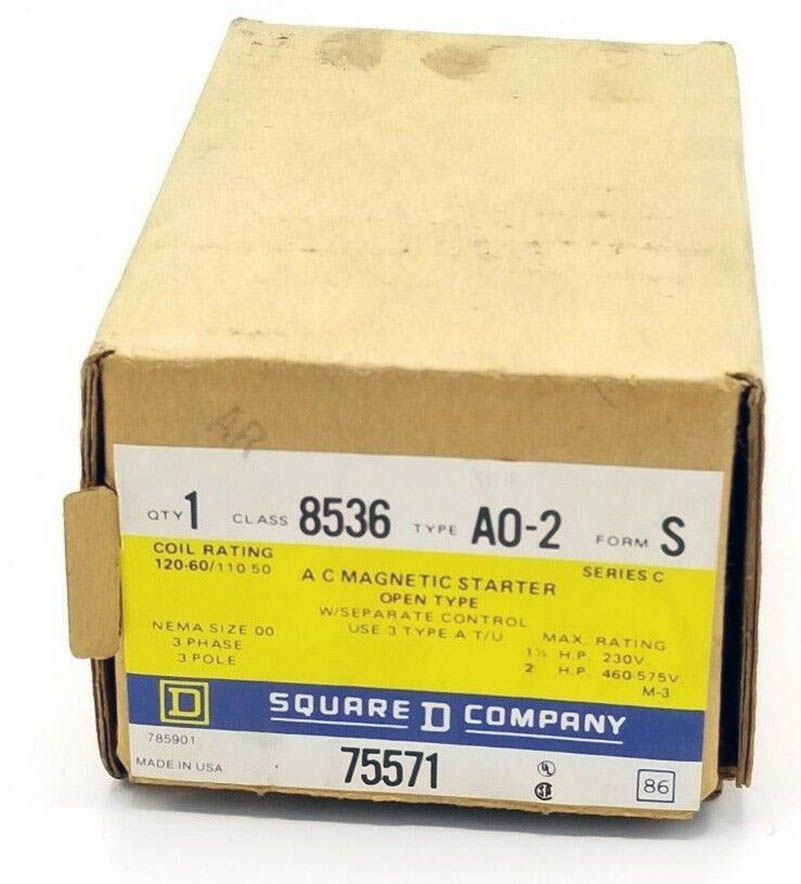 AR
QTY 1 CLASS 8536 TYPE AO-2 FORM S
COIL RATING
120-60/110 50
SERIES C
A C MAGNETIC STARTER
OPEN TYPE
W/SEPARATE CONTROL
USE 3 TYPE A T/U
NEMA SIZE 00
3 PHASE
3 POLE
MAX. RATING
1½ H.P. 230V.
2 H.P. 460-575V.
M-3
D SQUARE D COMPANY
785901
MADE IN USA
75571
UL
SA
86